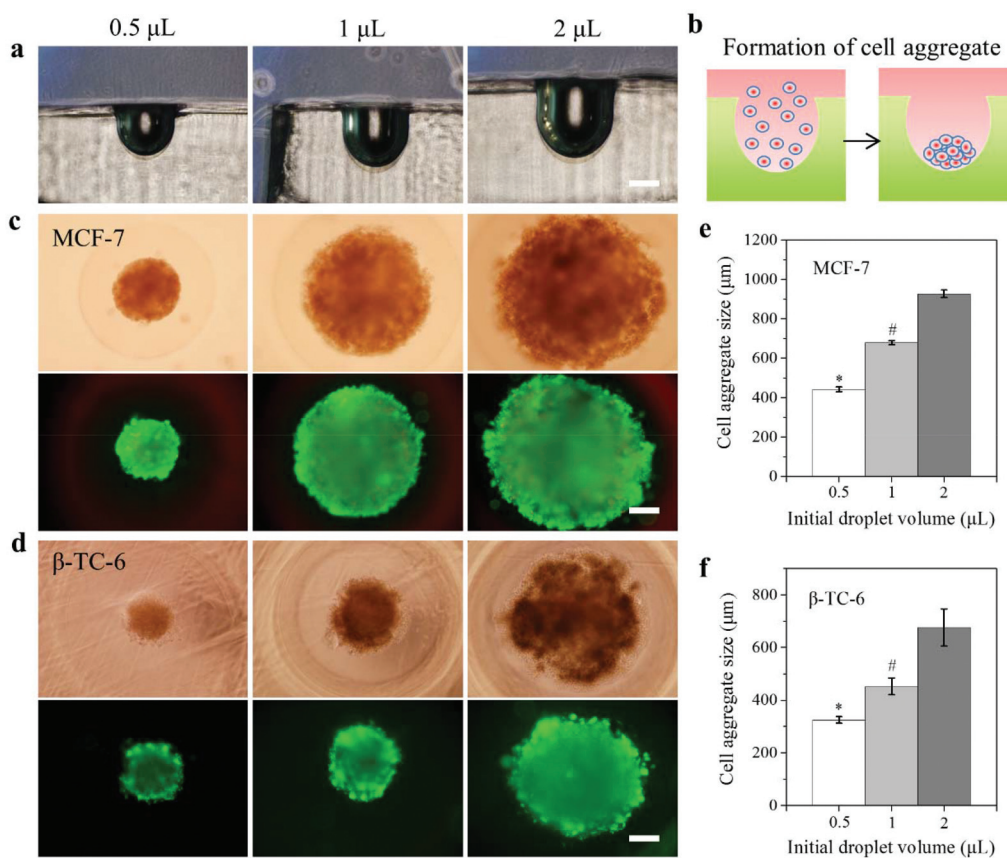 0.5 μL
1 μL
2 μL
a
b
Formation of cell aggregate
c
MCF-7
d
β-TC-6
e
1200
1000
800
600
400
200
0
Cell aggregate size (μm)
MCF-7
*
#
0.5
1
2
Initial droplet volume (μL)
f
800
600
400
200
0
Cell aggregate size (μm)
β-TC-6
*
#
0.5
1
2
Initial droplet volume (μL)